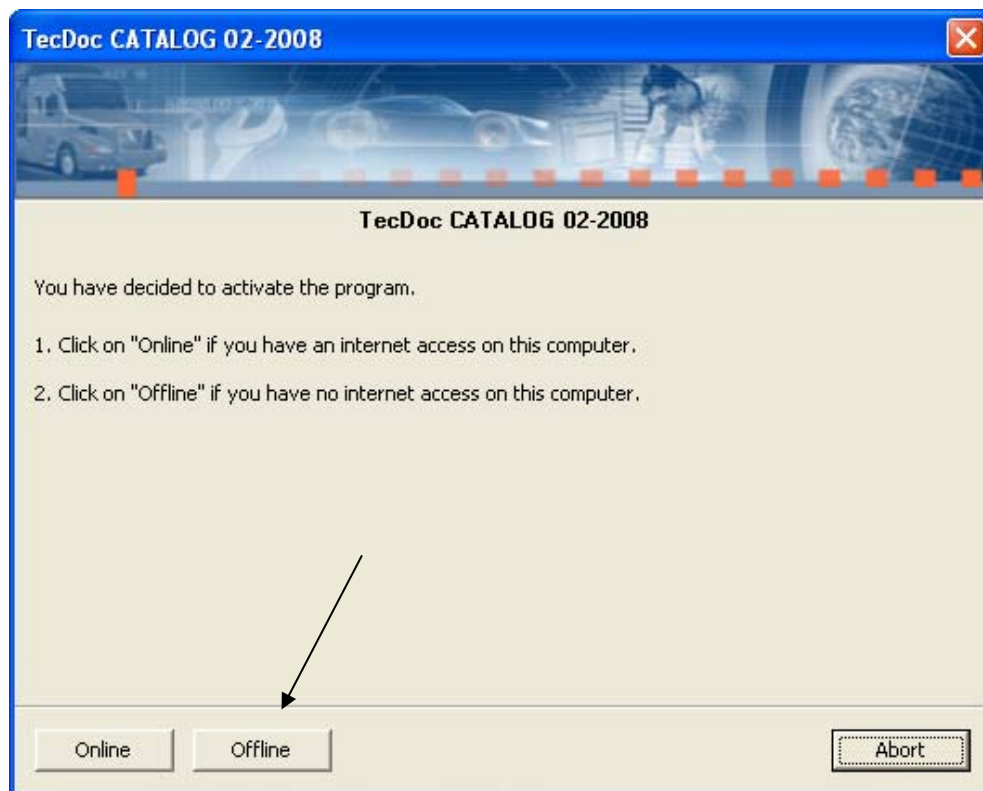 TecDoc CATALOG 02-2008
TecDoc CATALOG 02-2008
You have decided to activate the program.
1. Click on "Online" if you have an internet access on this computer.
2. Click on "Offline" if you have no internet access on this computer.
Online Offline Abort